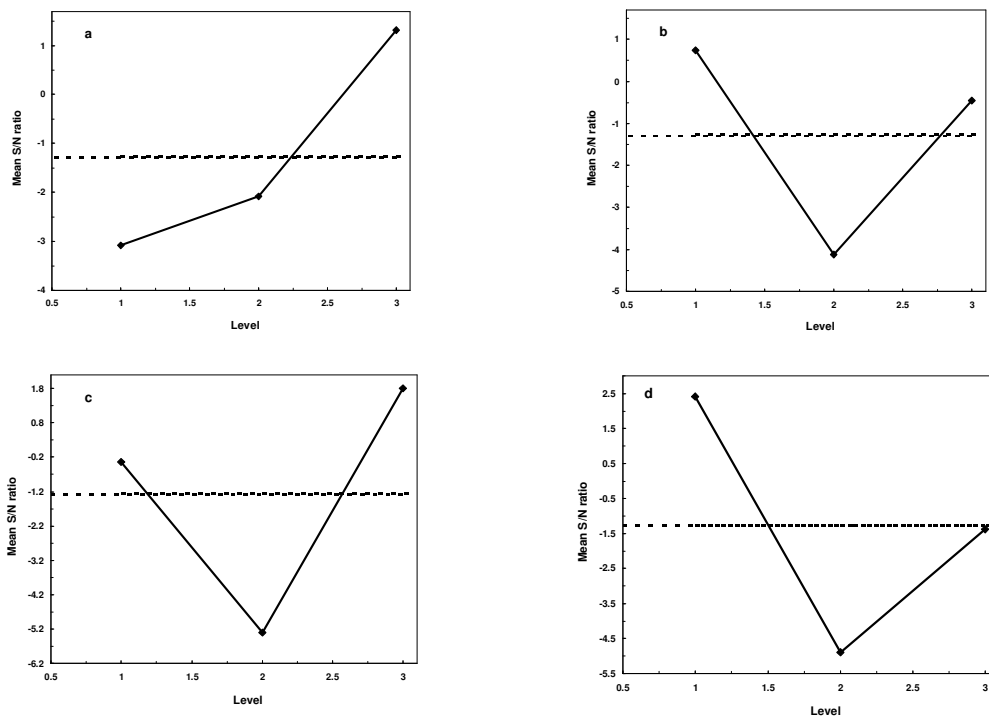 a
Mean S/N ratio
1
0
-1
-2
-3
-4
0.5 1 1.5 2 2.5 3
Level
b
Mean S/N ratio
1
0
-1
-2
-3
-4
-5
0.5 1 1.5 2 2.5 3
Level
c
Mean S/N ratio
1.8
0.8
-0.2
-1.2
-2.2
-3.2
-4.2
-5.2
-6.2
0.5 1 1.5 2 2.5 3
Level
d
Mean S/N ratio
2.5
1.5
0.5
-0.5
-1.5
-2.5
-3.5
-4.5
-5.5
0.5 1 1.5 2 2.5 3
Level